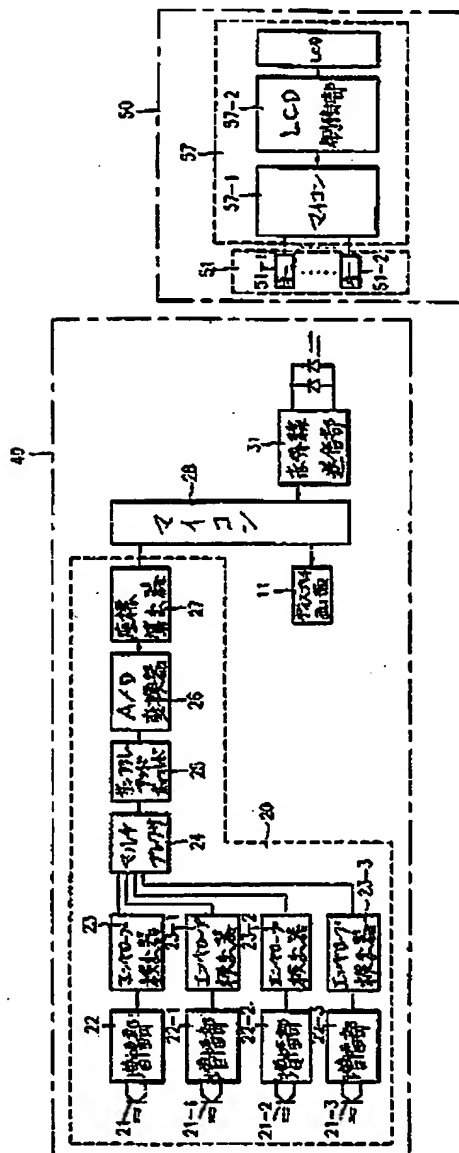 40
21
22
増幅部
23
エンベロープ
検出器
21-1
22-1
増幅部
23-1
エンベロープ
検出器
21-2
22-2
増幅部
23-2
エンベロープ
検出器
21-3
22-3
増幅部
23-3
エンベロープ
検出器
20
マルチ
プレクサ
24
サンプル
アンド
ホールド
25
A/D
変換部
26
座標
算出器
27
マイコン
28
ディスプレイ
画面
11
赤外線
送信部
31
50
51
51-1
51-2
57
57-1
マイコン
57-2
LCD
制御部
LCD